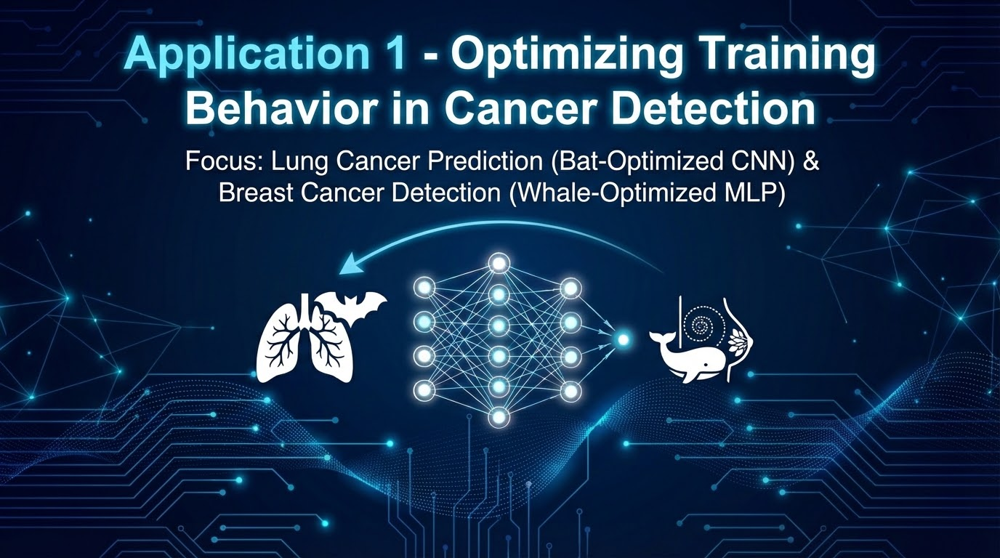 Application 1 - Optimizing Training
Behavior in Cancer Detection
Focus: Lung Cancer Prediction (Bat-Optimized CNN) &
Breast Cancer Detection (Whale-Optimized MLP)